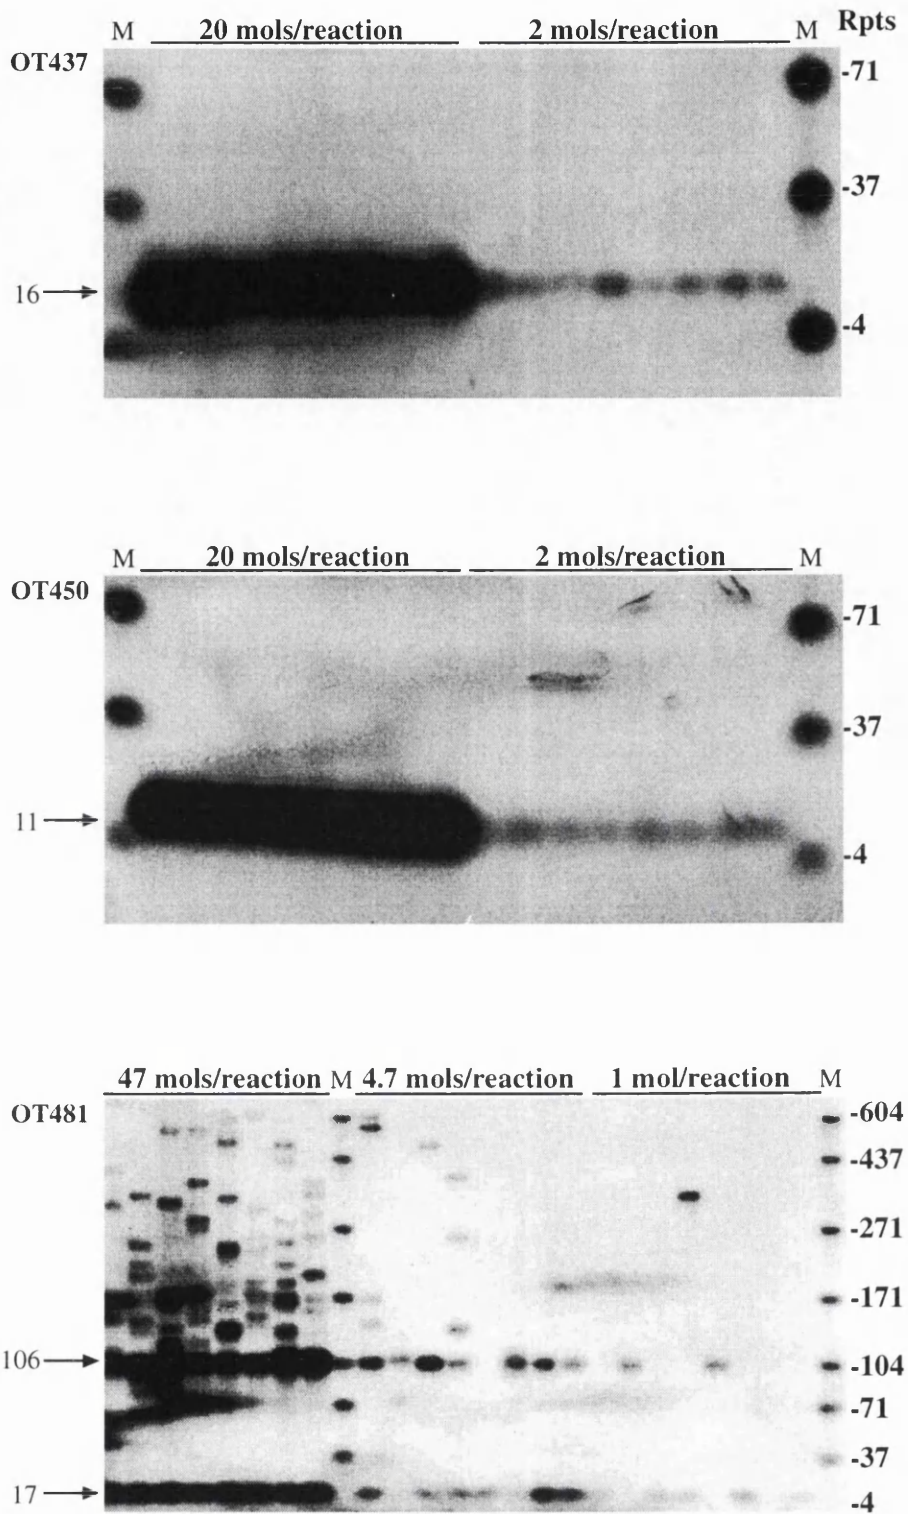 M 20 mols/reaction 2 mols/reaction M Rpts
OT437
-71
-37
16
-4
M 20 mols/reaction 2 mols/reaction M
OT450
-71
-37
11
-4
47 mols/reaction M 4.7 mols/reaction 1 mol/reaction M
OT481
-604
-437
-271
-171
106 -104
-71
-37
17 -4